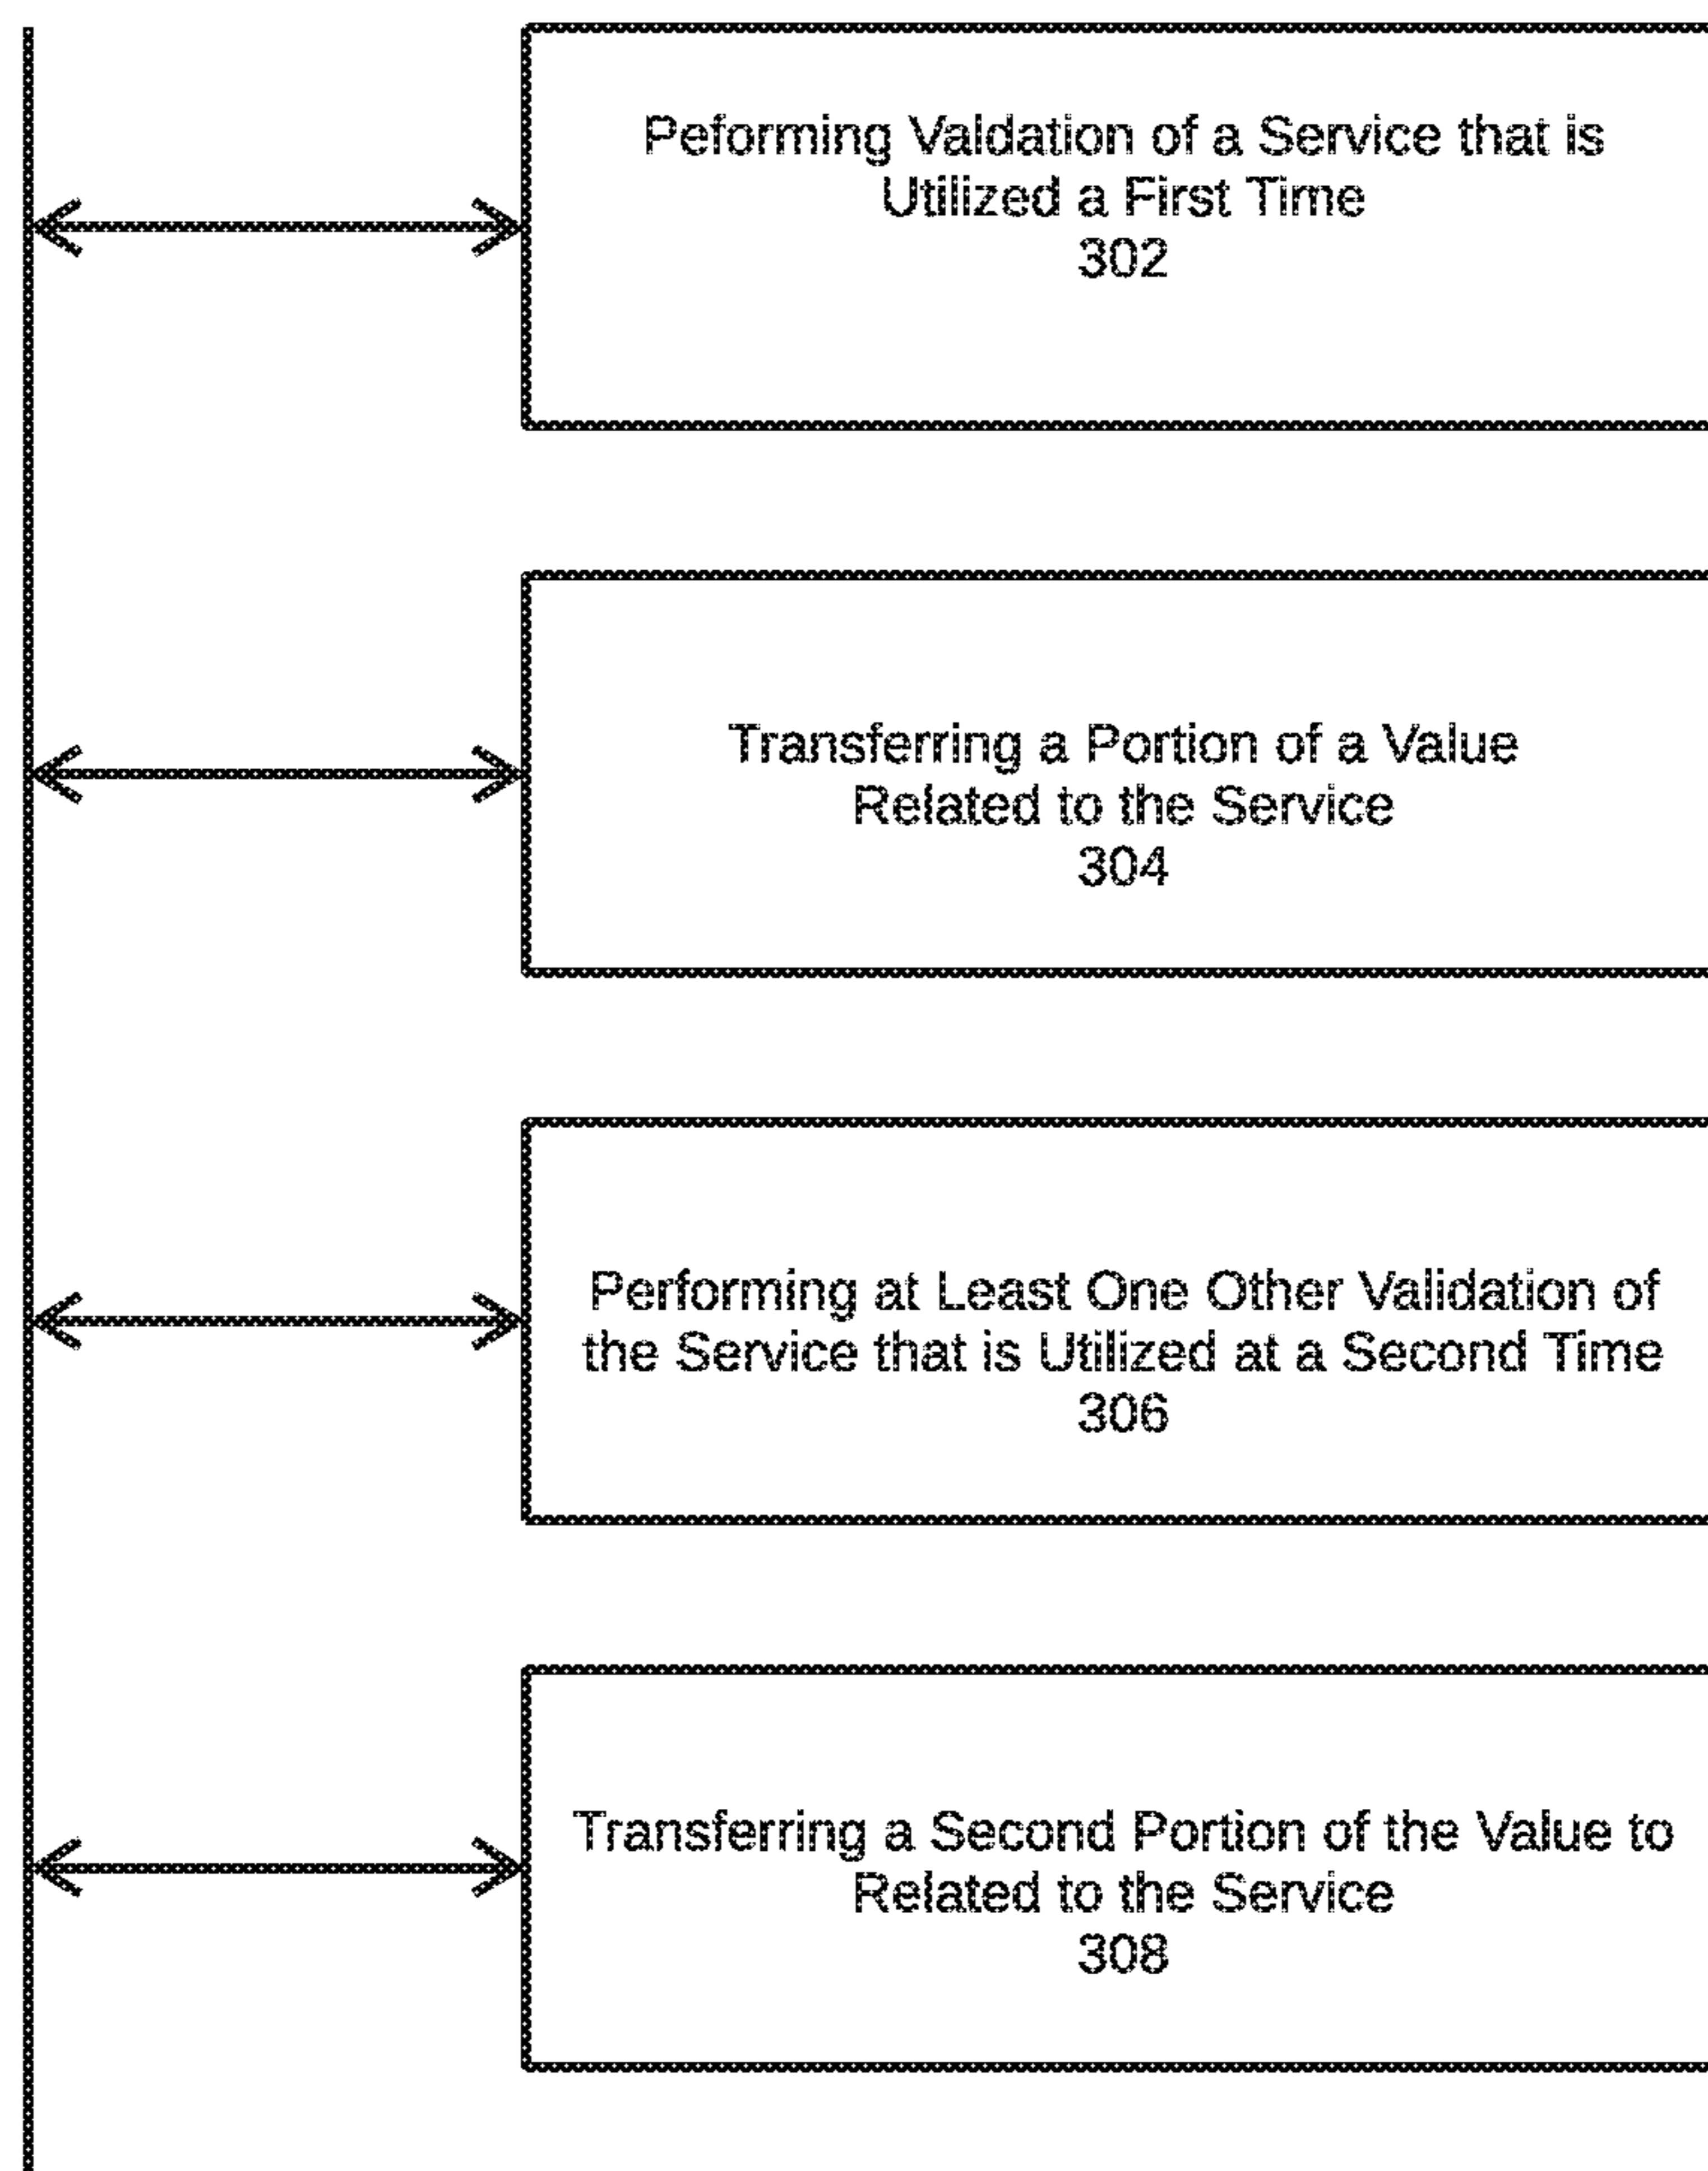 Peforming Valdation of a Service that is
Utilized a First Time
302
Transferring a Portion of a Value
Related to the Service
304
Performing at Least One Other Validation of
the Service that is Utilized at a Second Time
306
Transferring a Second Portion of the Value to
Related to the Service
308